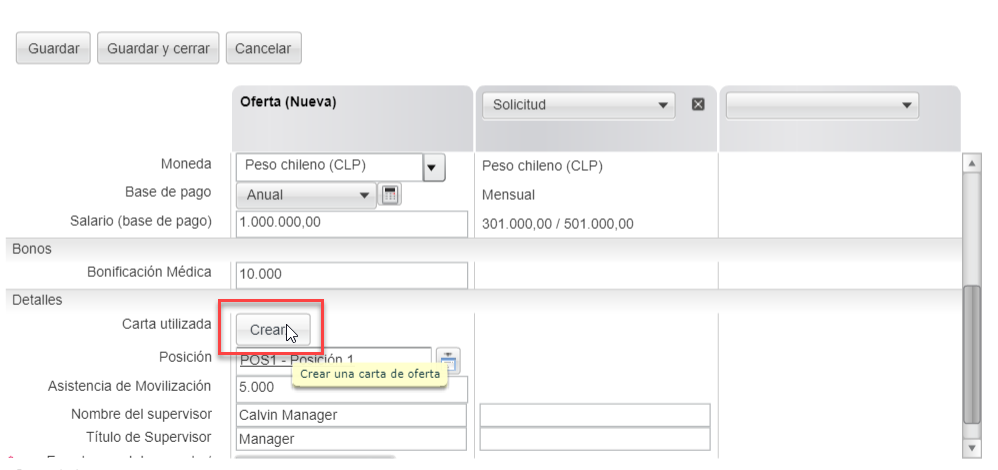 Guardar Guardar y cerrar Cancelar
Oferta (Nueva) Solicitud
Moneda Peso chileno (CLP) Peso chileno (CLP)
Base de pago Anual Mensual
Salario (base de pago) 1.000.000,00 301.000,00 / 501.000,00
Bonos
Bonificación Médica 10.000
Detalles
Carta utilizada Crear
Posición POS1 - Posición 1
Crear una carta de oferta
Asistencia de Movilización 5.000
Nombre del supervisor Calvin Manager
Título de Supervisor Manager